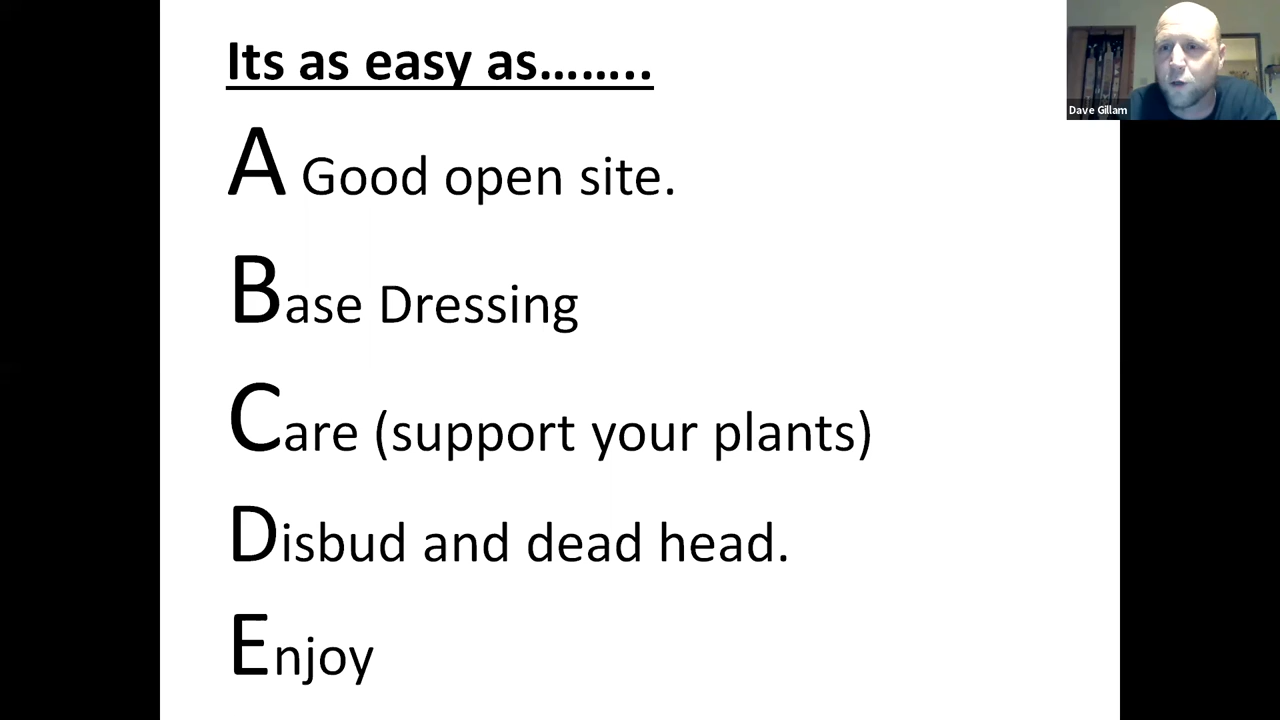 Its as easy as……..
A Good open site.
Base Dressing
Care (support your plants)
Disbud and dead head.
Enjoy
Dave Gillam